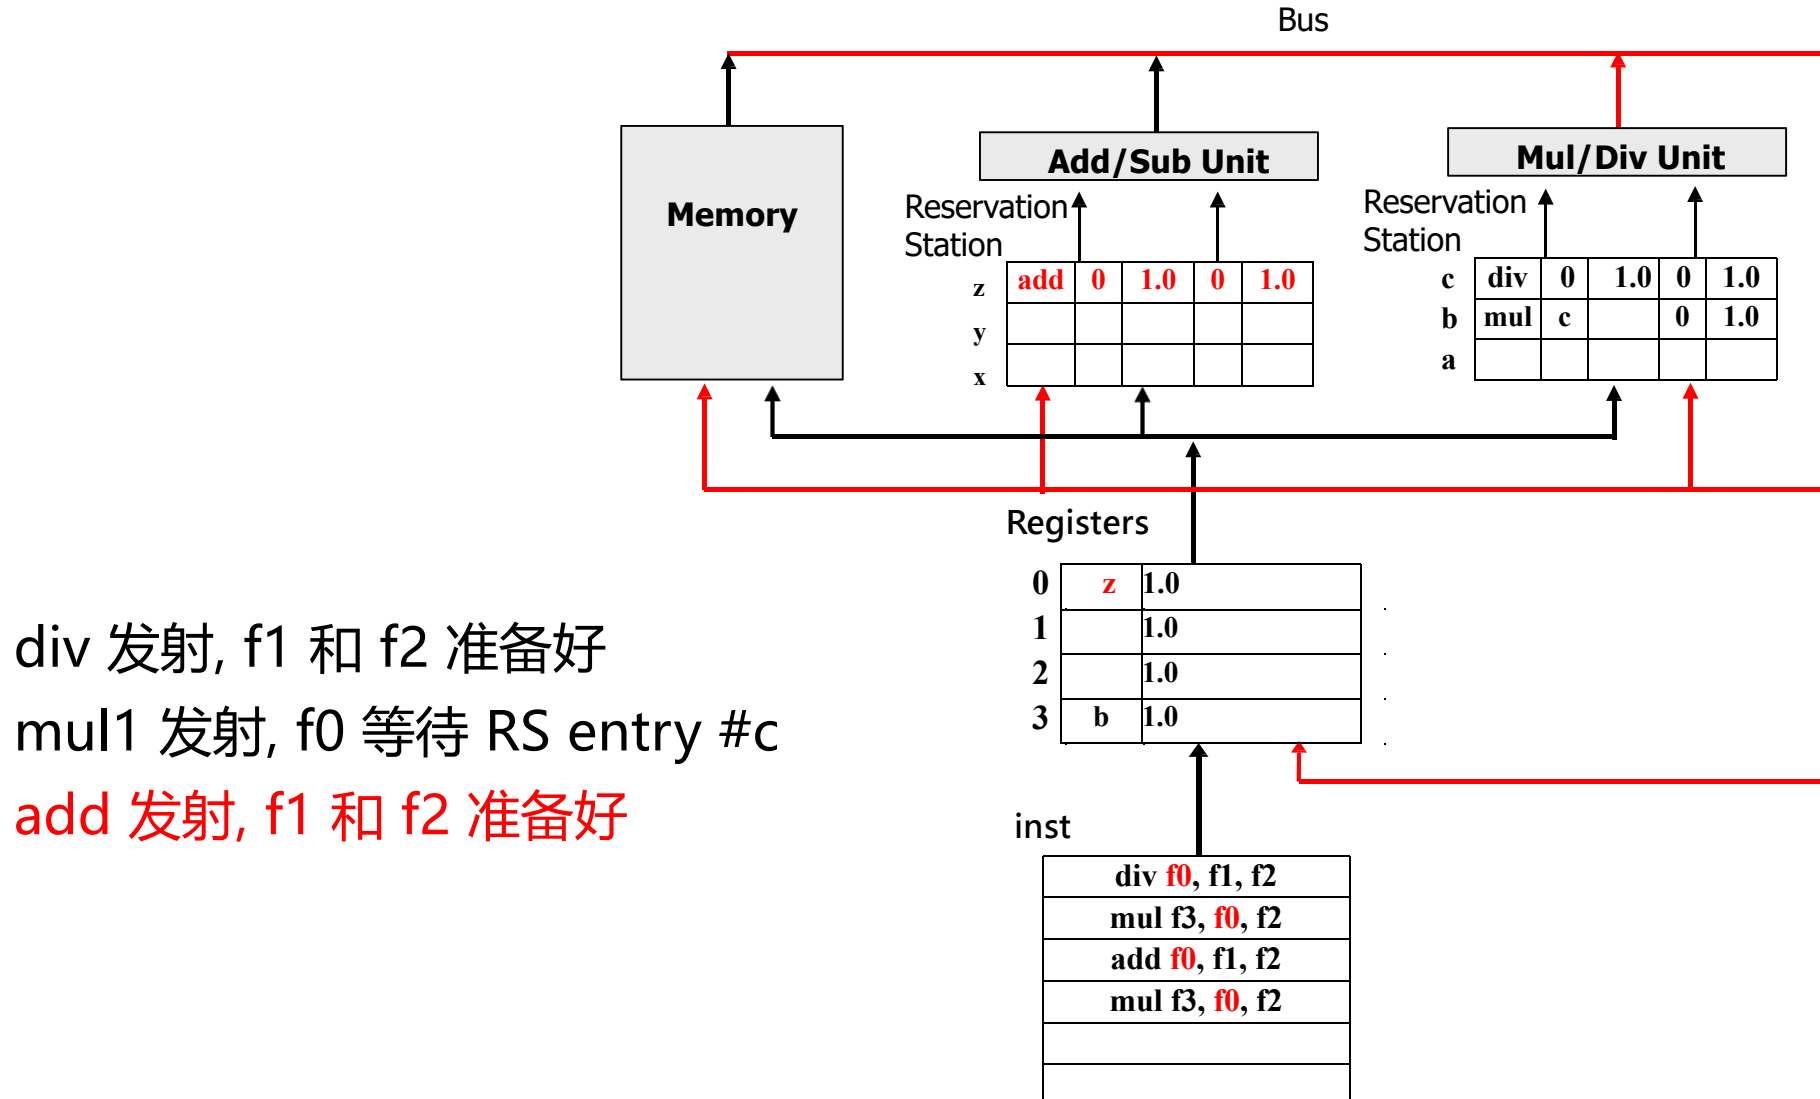 Bus
Memory
Add/Sub Unit
Mul/Div Unit
Reservation
Station
z add 0 1.0 0 1.0
y
x
Reservation
Station
c div 0 1.0 0 1.0
b mul c 0 1.0
a
Registers
0 z 1.0
1 1.0
2 1.0
3 b 1.0
div 发射, f1 和 f2 准备好
mul1 发射, f0 等待 RS entry #c
add 发射, f1 和 f2 准备好
inst
div f0, f1, f2
mul f3, f0, f2
add f0, f1, f2
mul f3, f0, f2